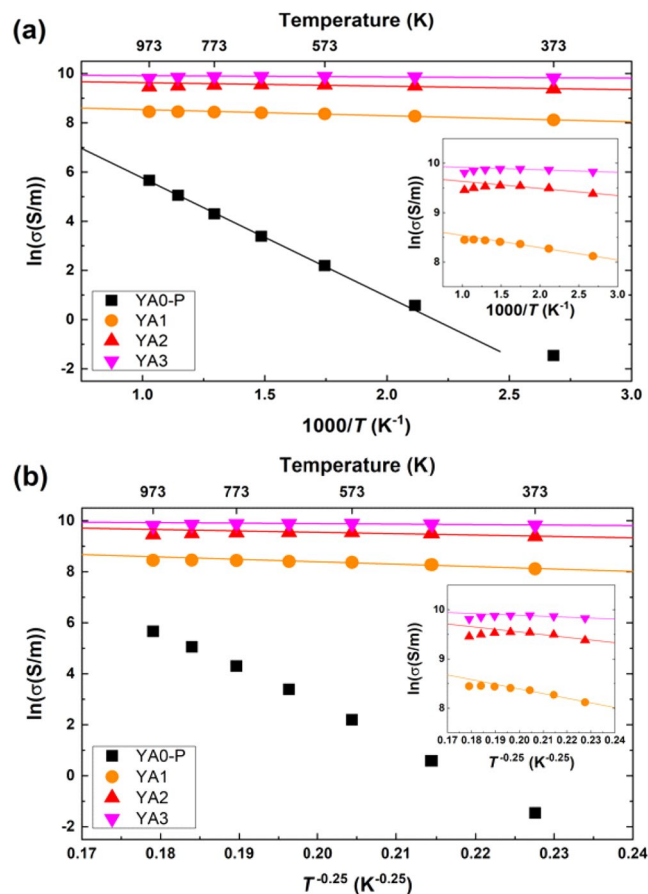 (a)
Temperature (K)
973 773 573 373
10
8
6
4
2
0
-2
ln(σ(S/m))
YA0-P
YA1
YA2
YA3
10
9
8
ln(σ(S/m))
1.0 1.5 2.0 2.5 3.0
1000/T (K⁻¹)
1.0 1.5 2.0 2.5 3.0
1000/T (K⁻¹)
(b)
Temperature (K)
973 773 573 373
10
8
6
4
2
0
-2
ln(σ(S/m))
YA0-P
YA1
YA2
YA3
10
9
8
ln(σ(S/m))
0.17 0.18 0.19 0.20 0.21 0.22 0.23 0.24
T⁻⁰·²⁵ (K⁻⁰·²⁵)
0.17 0.18 0.19 0.20 0.21 0.22 0.23 0.24
T⁻⁰·²⁵ (K⁻⁰·²⁵)